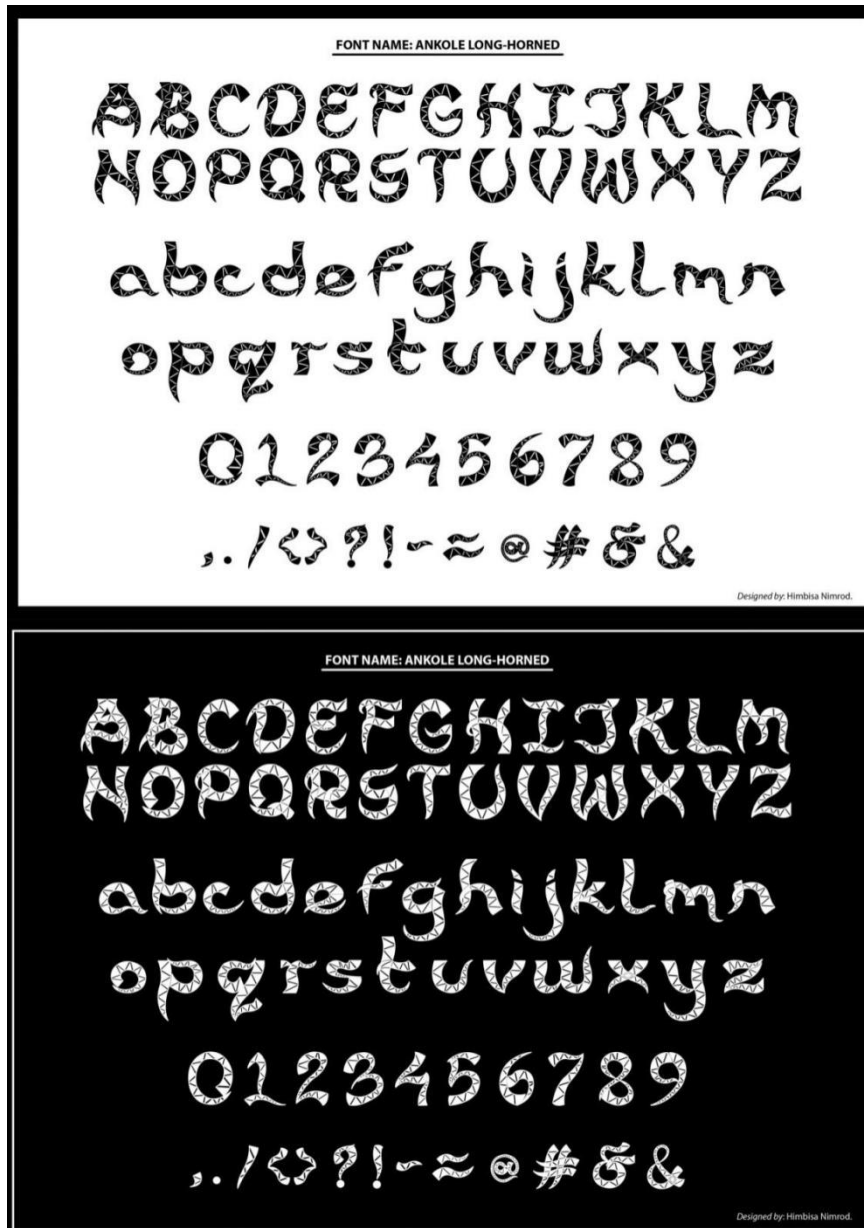 FONT NAME: ANKOLE LONG-HORNED
ABCDEFGHIJKLM
NOPQRSTUVWXYZ
abcdefghijklmn
opqrstuvwxyz
0123456789
,./<>?!-~≈@#&&
Designed by: Himbisa Nimrod.
FONT NAME: ANKOLE LONG-HORNED
ABCDEFGHIJKLM
NOPQRSTUVWXYZ
abcdefghijklmn
opqrstuvwxyz
0123456789
,./<>?!~≈@#&&
Designed by: Himbisa Nimrod.